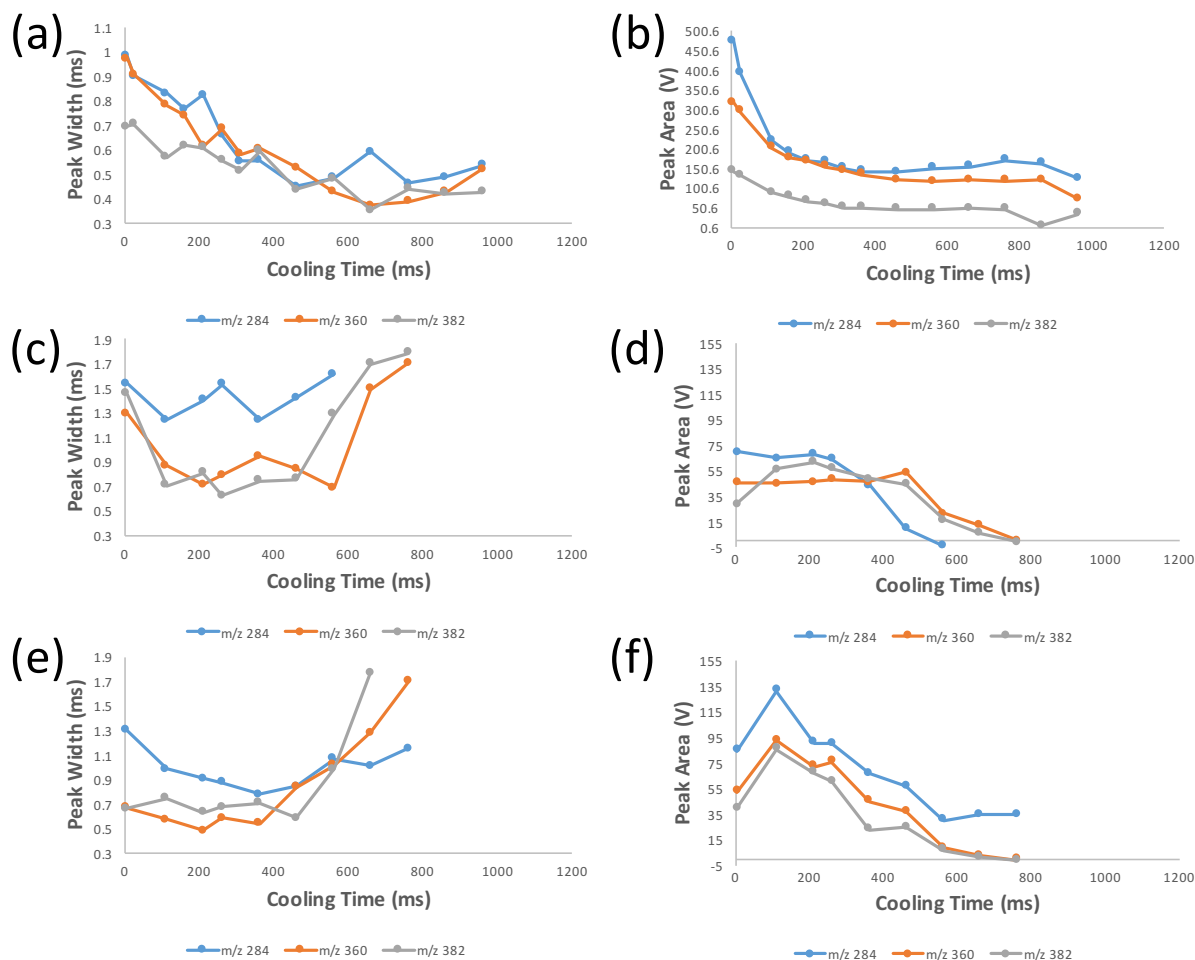 (a)
Peak Width (ms)
1.1
1
0.9
0.8
0.7
0.6
0.5
0.4
0.3
0 200 400 600 800 1000 1200
Cooling Time (ms)
m/z 284 m/z 360 m/z 382
(b)
Peak Area (V)
500.6
450.6
400.6
350.6
300.6
250.6
200.6
150.6
100.6
50.6
0.6
0 200 400 600 800 1000 1200
Cooling Time (ms)
m/z 284 m/z 360 m/z 382
(c)
Peak Width (ms)
1.9
1.7
1.5
1.3
1.1
0.9
0.7
0.5
0.3
0 200 400 600 800 1000 1200
Cooling Time (ms)
m/z 284 m/z 360 m/z 382
(d)
Peak Area (V)
155
135
115
95
75
55
35
15
-5
0 200 400 600 800 1000 1200
Cooling Time (ms)
m/z 284 m/z 360 m/z 382
(e)
Peak Width (ms)
1.9
1.7
1.5
1.3
1.1
0.9
0.7
0.5
0.3
0 200 400 600 800 1000 1200
Cooling Time (ms)
m/z 284 m/z 360 m/z 382
(f)
Peak Area (V)
155
135
115
95
75
55
35
15
-5
0 200 400 600 800 1000 1200
Cooling Time (ms)
m/z 284 m/z 360 m/z 382